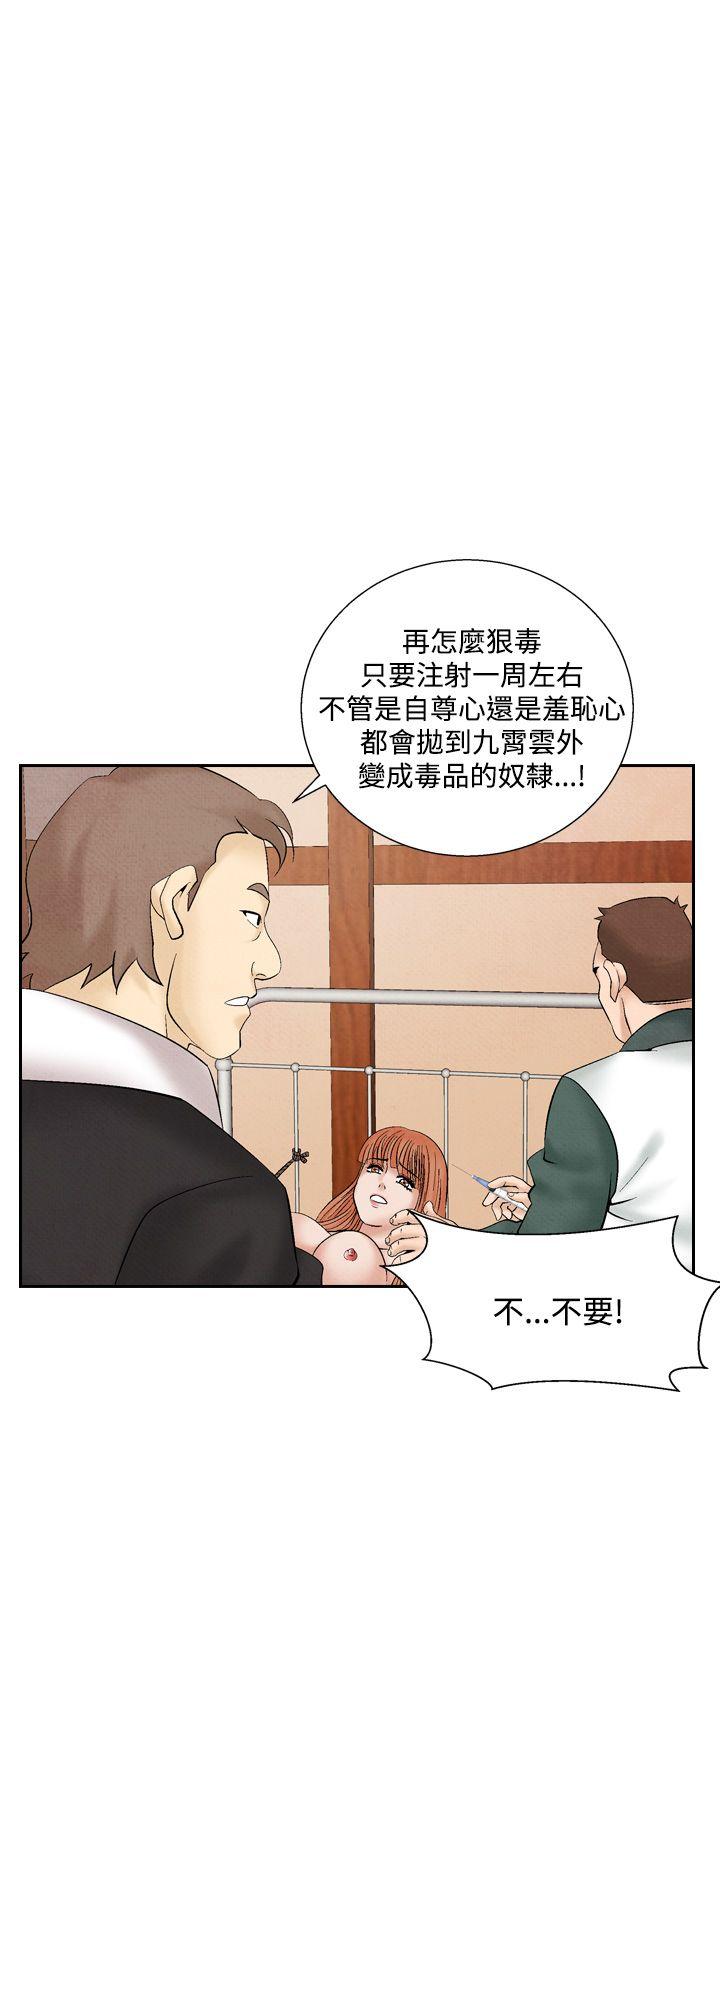 再怎麼狠毒
只要注射一周左右
不管是自尊心還是羞恥心
都會拋到九霄雲外
變成毒品的奴隸...!
不...不要!